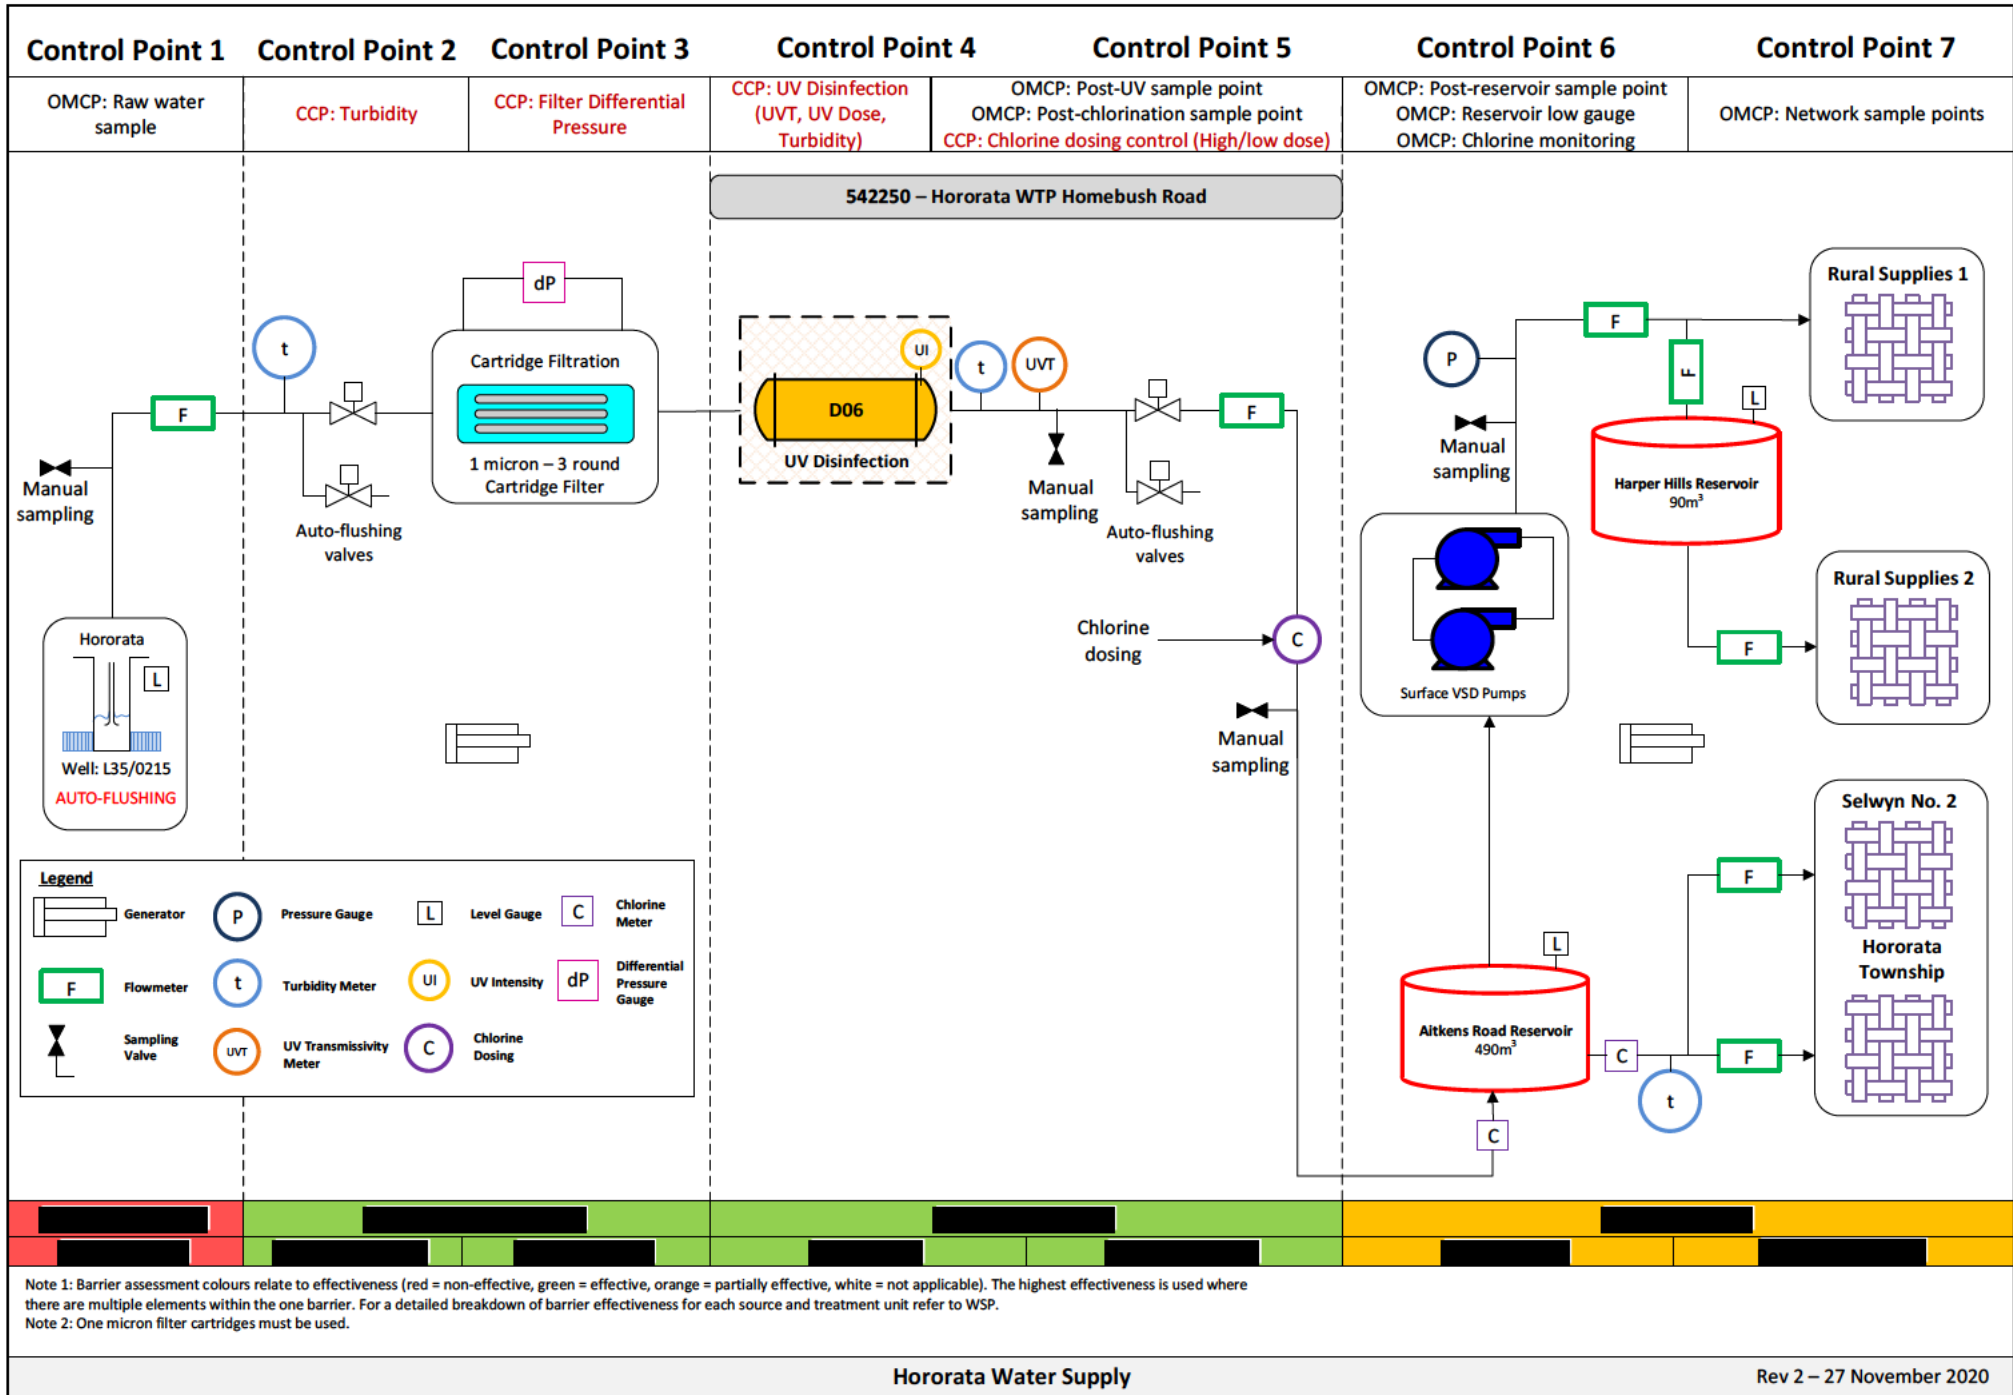 Control Point 1
Control Point 2
Control Point 3
Control Point 4
Control Point 5
Control Point 6
Control Point 7
OMCP: Raw water
sample
CCP: Turbidity
CCP: Filter Differential
Pressure
CCP: UV Disinfection
(UVT, UV Dose,
Turbidity)
OMCP: Post-UV sample point
OMCP: Post-chlorination sample point
CCP: Chlorine dosing control (High/low dose)
OMCP: Post-reservoir sample point
OMCP: Reservoir low gauge
OMCP: Chlorine monitoring
OMCP: Network sample points
542250 – Hororata WTP Homebush Road
F
Manual
sampling
Hororata
L
Well: L35/0215
AUTO-FLUSHING
t
Auto-flushing
valves
dP
Cartridge Filtration
1 micron – 3 round
Cartridge Filter
UI
D06
UV Disinfection
t
UVT
Manual
sampling
Auto-flushing
valves
F
Chlorine
dosing
C
Manual
sampling
P
F
F
L
Manual
sampling
Harper Hills Reservoir
90m³
Surface VSD Pumps
F
Rural Supplies 1
Rural Supplies 2
Selwyn No. 2
F
Hororata
Township
L
Aitkens Road Reservoir
490m³
C
F
t
C
Legend
Generator
P
Pressure Gauge
L
Level Gauge
C
Chlorine
Meter
F
Flowmeter
t
Turbidity Meter
UI
UV Intensity
dP
Differential
Pressure
Gauge
Sampling
Valve
UVT
UV Transmissivity
Meter
C
Chlorine
Dosing
Note 1: Barrier assessment colours relate to effectiveness (red = non-effective, green = effective, orange = partially effective, white = not applicable). The highest effectiveness is used where
there are multiple elements within the one barrier. For a detailed breakdown of barrier effectiveness for each source and treatment unit refer to WSP.
Note 2: One micron filter cartridges must be used.
Hororata Water Supply
Rev 2 – 27 November 2020